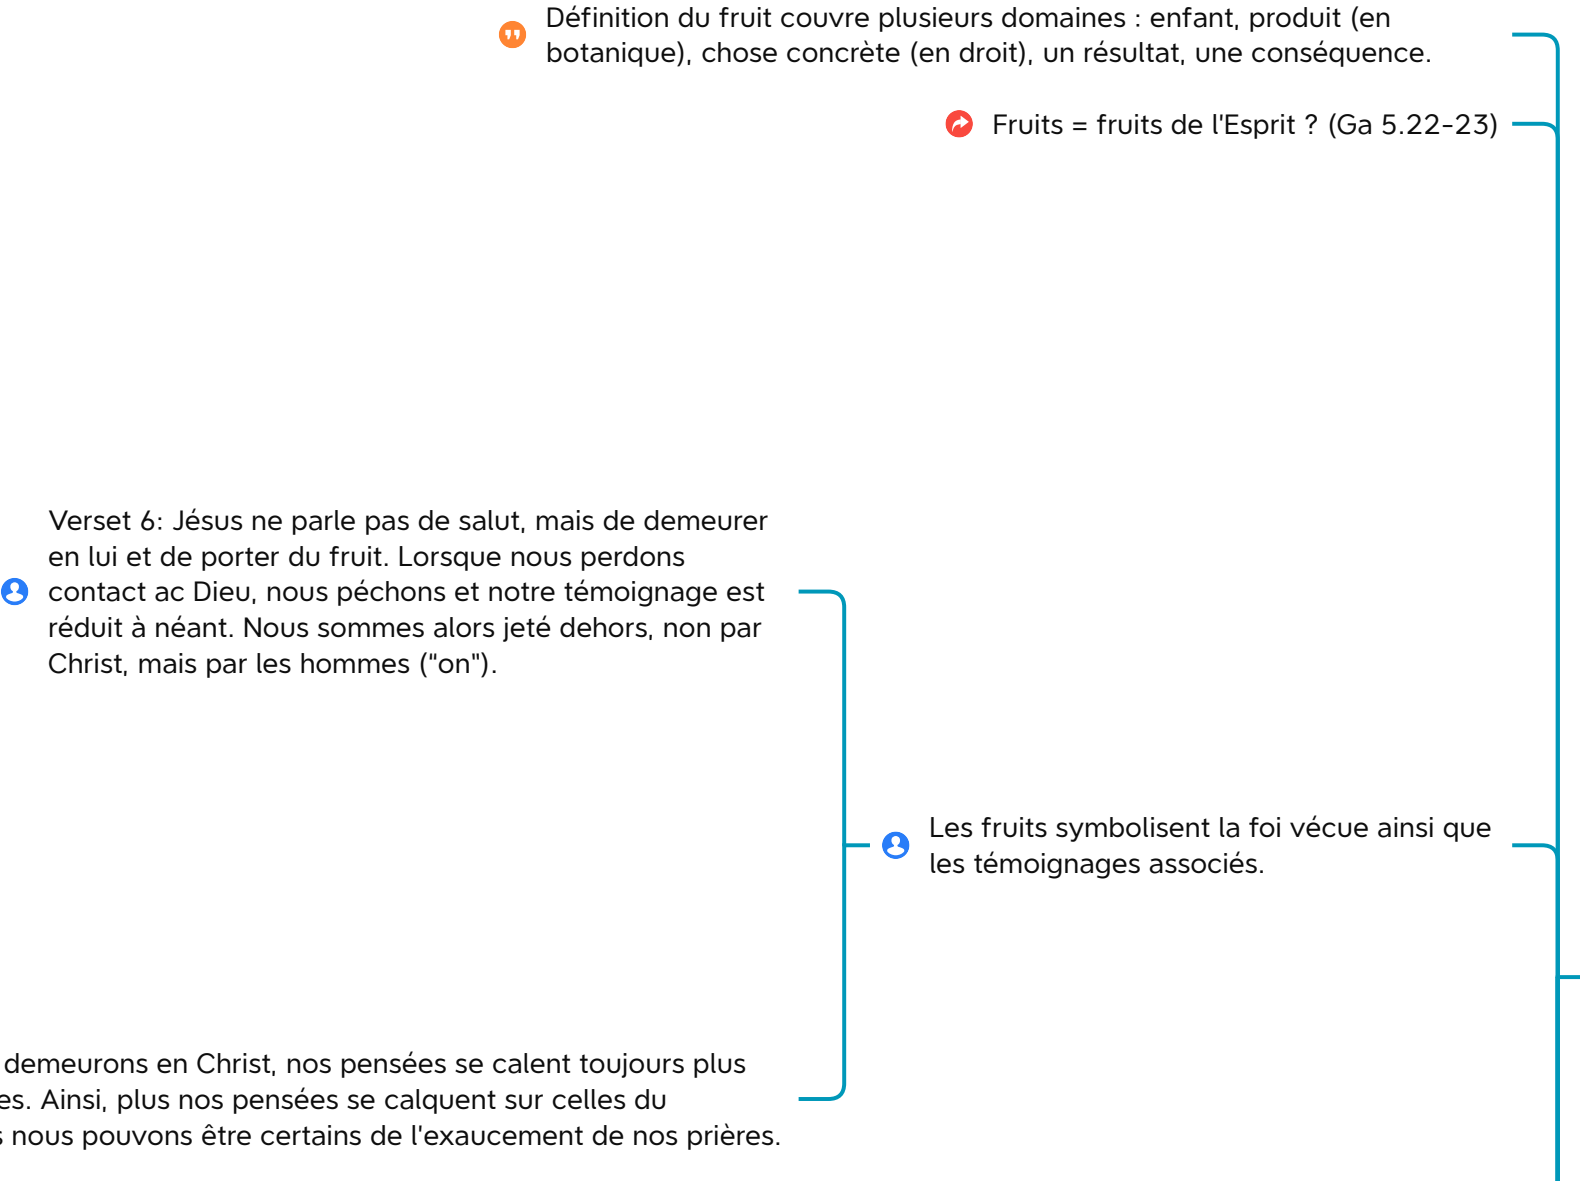 Définition du fruit couvre plusieurs domaines : enfant, produit (en
botanique), chose concrète (en droit), un résultat, une conséquence.
Fruits = fruits de l'Esprit ? (Ga 5.22-23)
Verset 6: Jésus ne parle pas de salut, mais de demeurer
en lui et de porter du fruit. Lorsque nous perdons
contact ac Dieu, nous péchons et notre témoignage est
réduit à néant. Nous sommes alors jeté dehors, non par
Christ, mais par les hommes ("on").
Les fruits symbolisent la foi vécue ainsi que
les témoignages associés.
demeurons en Christ, nos pensées se calent toujours plus
es. Ainsi, plus nos pensées se calquent sur celles du
s nous pouvons être certains de l'exaucement de nos prières.